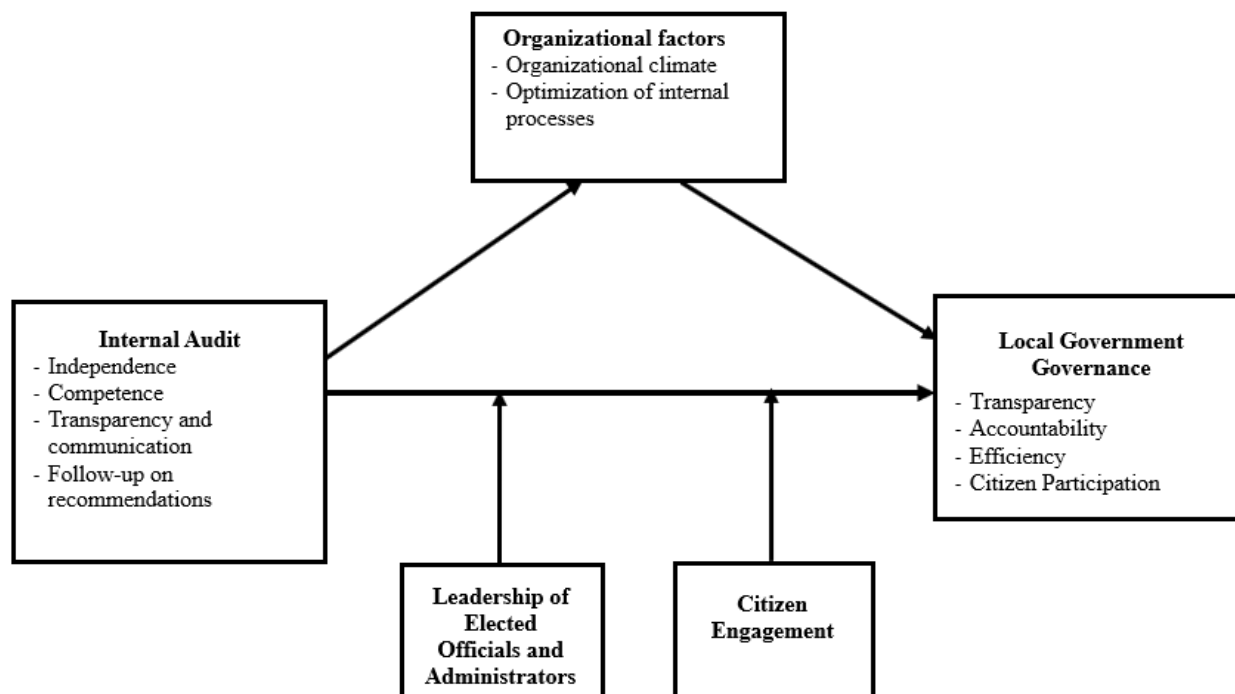 Organizational factors
- Organizational climate
- Optimization of internal
processes
Internal Audit
- Independence
- Competence
- Transparency and
communication
- Follow-up on
recommendations
Local Government
Governance
- Transparency
- Accountability
- Efficiency
- Citizen Participation
Leadership of
Elected
Officials and
Administrators
Citizen
Engagement